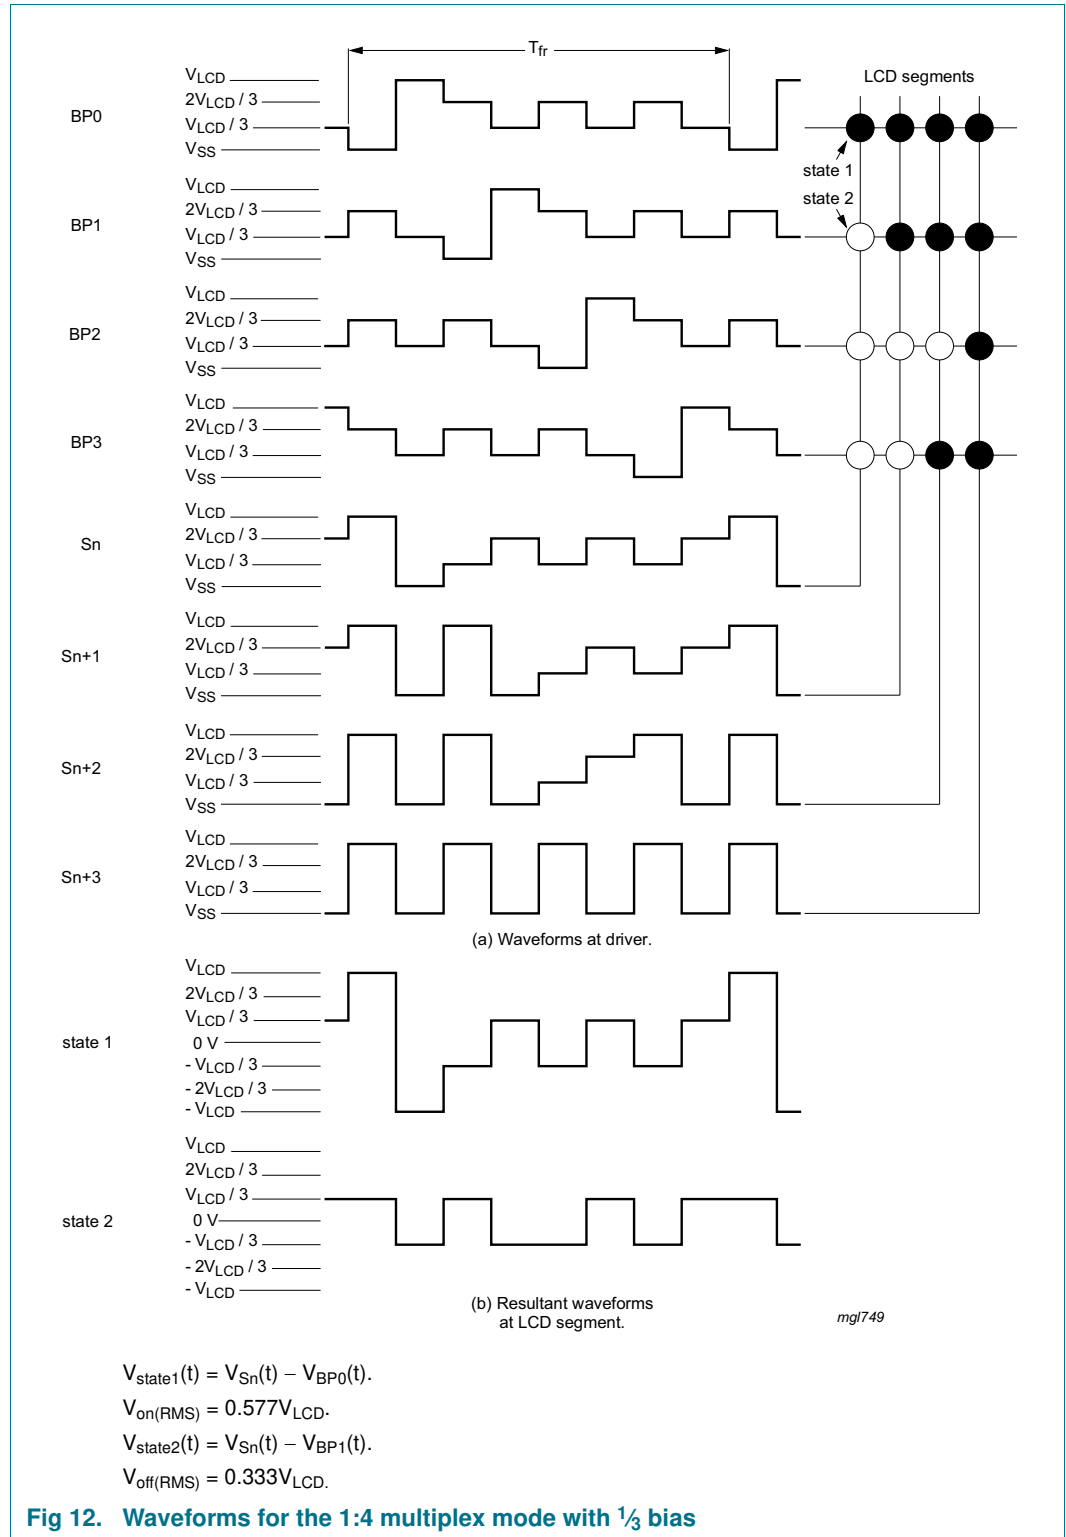 Tfr
LCD segments
BP0
VLCD
2VLCD / 3
VLCD / 3
VSS
state 1
state 2
BP1
VLCD
2VLCD / 3
VLCD / 3
VSS
BP2
VLCD
2VLCD / 3
VLCD / 3
VSS
BP3
VLCD
2VLCD / 3
VLCD / 3
VSS
Sn
VLCD
2VLCD / 3
VLCD / 3
VSS
Sn+1
VLCD
2VLCD / 3
VLCD / 3
VSS
Sn+2
VLCD
2VLCD / 3
VLCD / 3
VSS
Sn+3
VLCD
2VLCD / 3
VLCD / 3
VSS
(a) Waveforms at driver.
state 1
VLCD
2VLCD / 3
VLCD / 3
0 V
- VLCD / 3
- 2VLCD / 3
- VLCD
state 2
VLCD
2VLCD / 3
VLCD / 3
0 V
- VLCD / 3
- 2VLCD / 3
- VLCD
(b) Resultant waveforms
at LCD segment.
mgl749
Vstate1(t) = VSn(t) − VBP0(t).
Von(RMS) = 0.577VLCD.
Vstate2(t) = VSn(t) − VBP1(t).
Voff(RMS) = 0.333VLCD.
Fig 12. Waveforms for the 1:4 multiplex mode with 1⁄3 bias